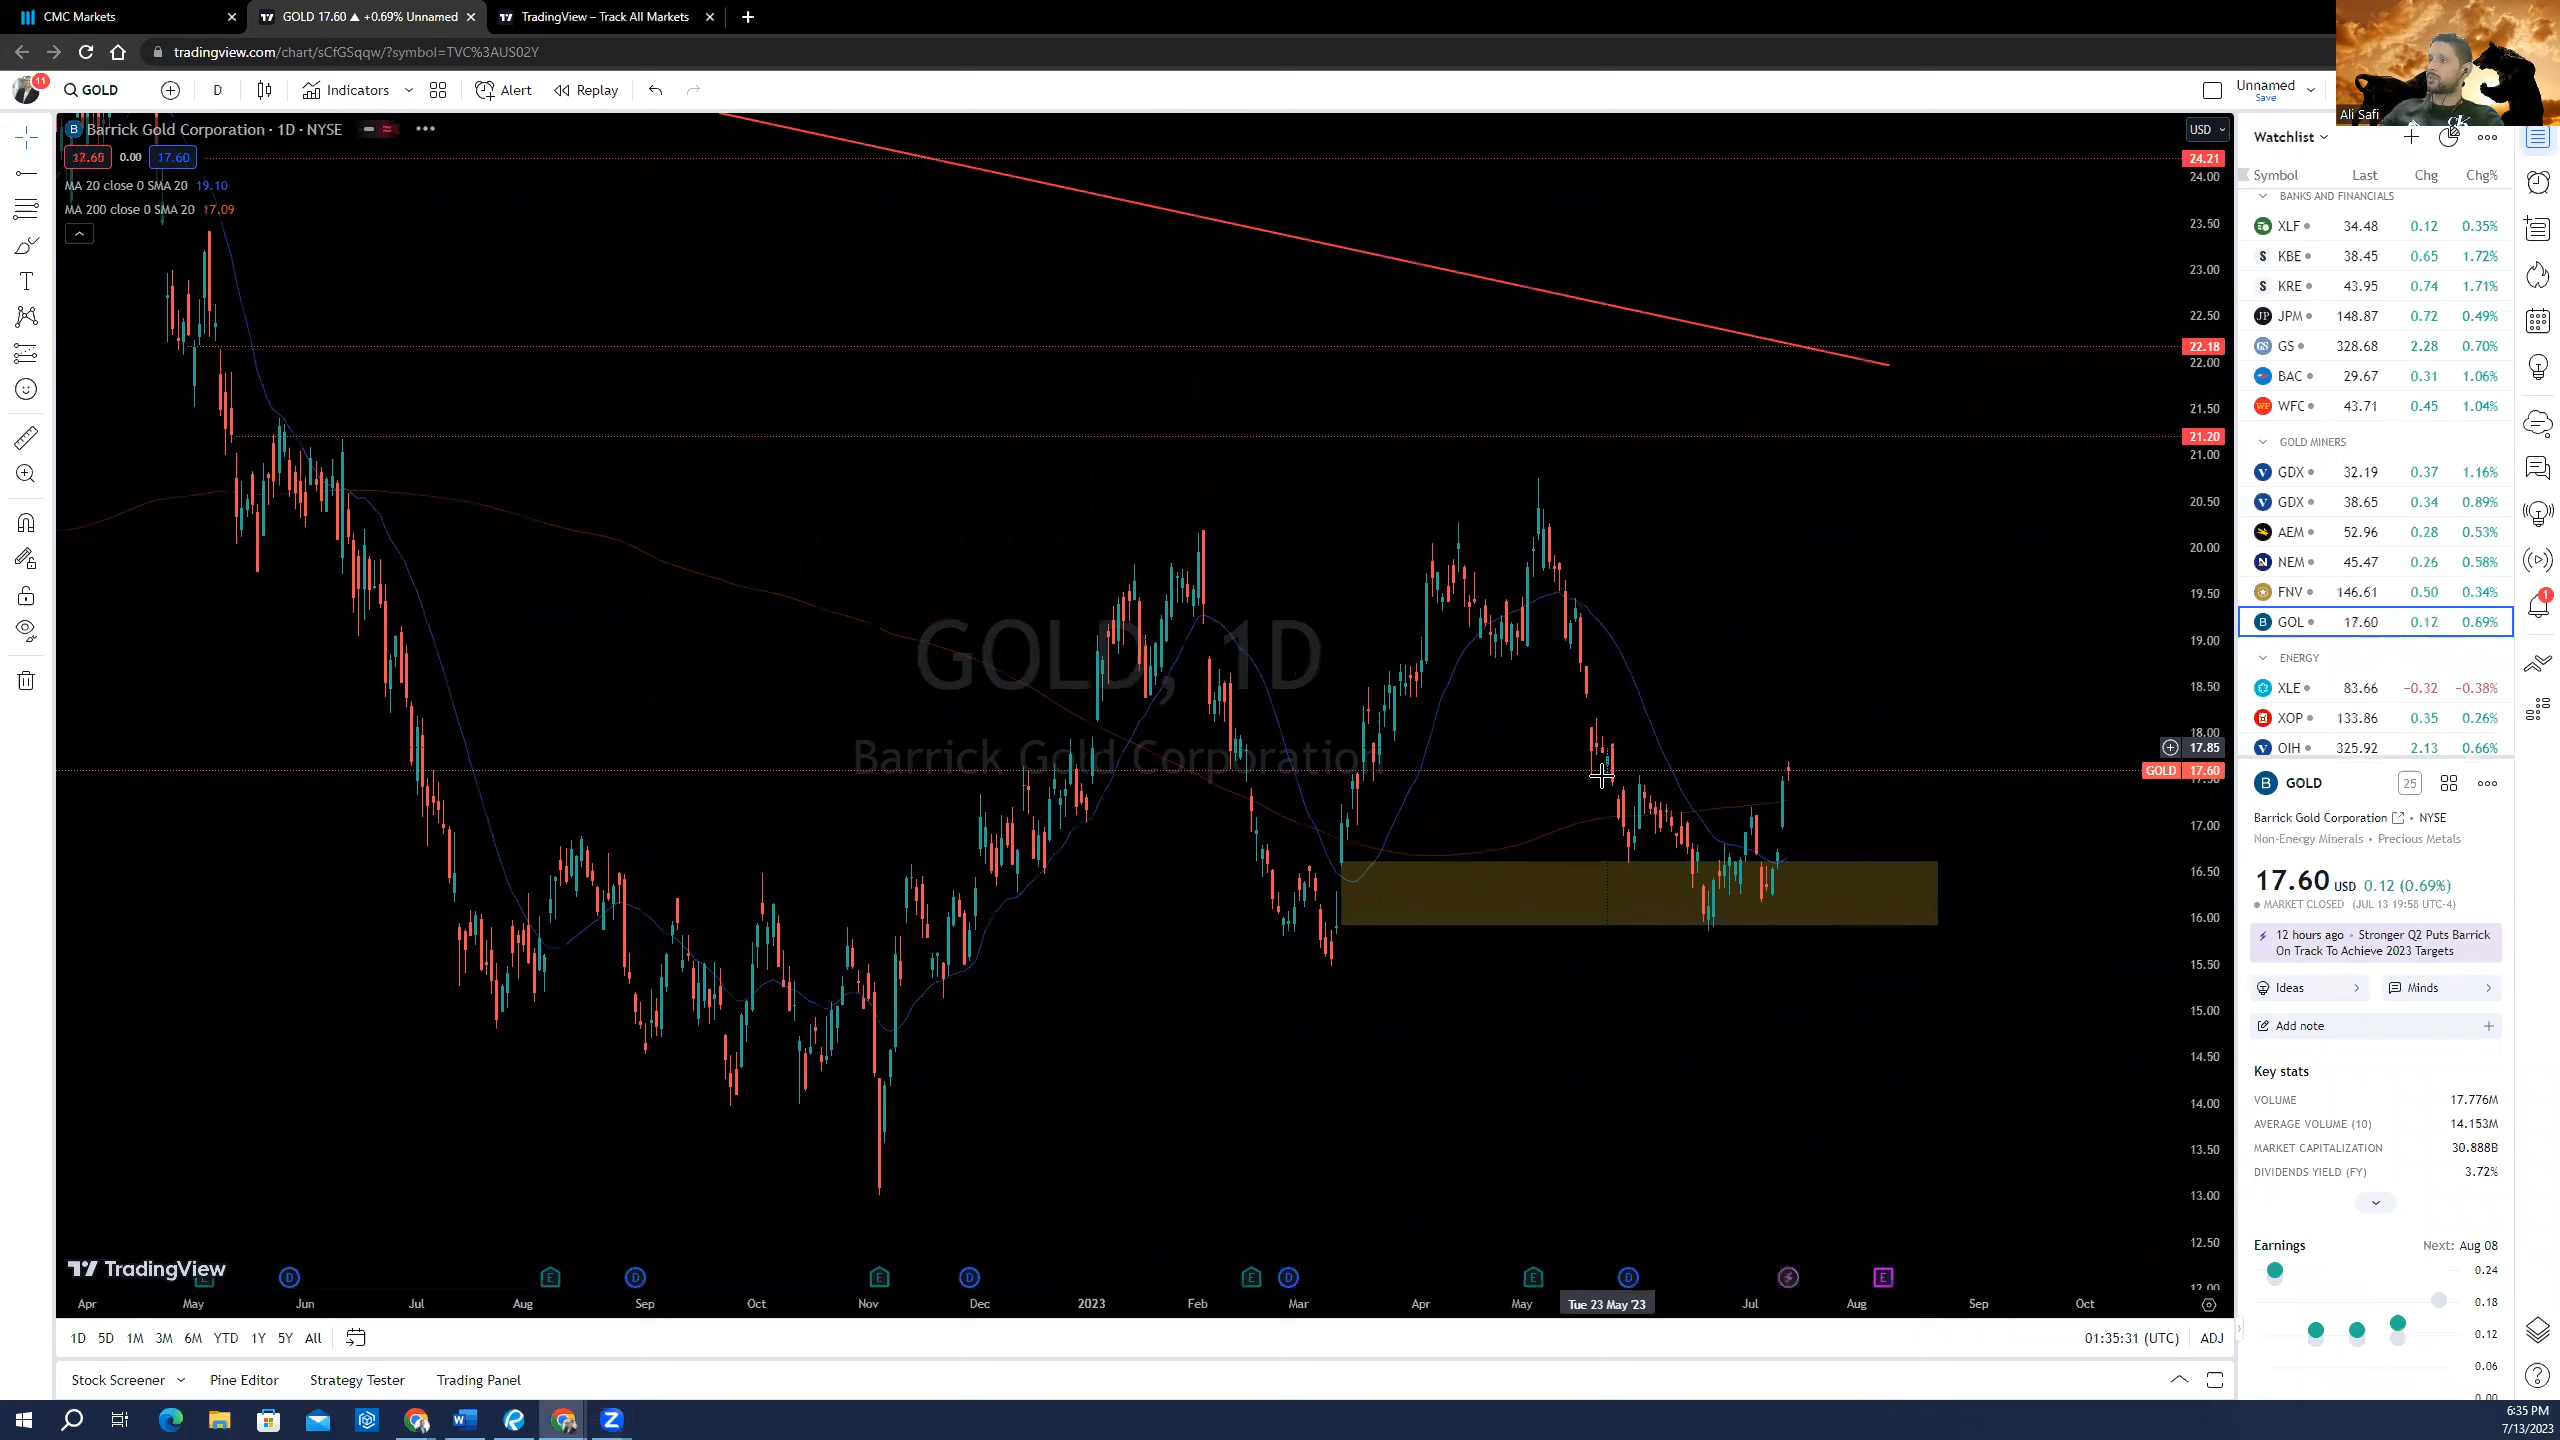 CMC Markets
GOLD 17.60 ▲ +0.69% Unnamed
TradingView – Track All Markets
tradingview.com/chart/sCfGSqqw/?symbol=TVC%3AUS02Y
11
GOLD
D
Indicators
Alert
Replay
Unnamed
Save
Ali Safi
Barrick Gold Corporation · 1D · NYSE
17.60
0.00
17.60
MA 20 close 0 SMA 20 19.10
MA 200 close 0 SMA 20 17.09
USD
24.21
24.00
23.50
23.00
22.50
22.18
22.00
21.50
21.20
21.00
20.50
20.00
19.50
19.00
18.50
18.00
17.85
GOLD 17.60
17.00
16.50
16.00
15.50
15.00
14.50
14.00
13.50
13.00
12.50
12.00
GOLD, 1D
Barrick Gold Corporation
TradingView
E D E D E D E D E D E
Apr May Jun Jul Aug Sep Oct Nov Dec 2023 Feb Mar Apr May Tue 23 May '23 Jul Aug Sep Oct
1D 5D 1M 3M 6M YTD 1Y 5Y All
01:35:31 (UTC) ADJ
Stock Screener Pine Editor Strategy Tester Trading Panel
Watchlist
Symbol Last Chg Chg%
BANKS AND FINANCIALS
XLF 34.48 0.12 0.35%
KBE 38.45 0.65 1.72%
KRE 43.95 0.74 1.71%
JPM 148.87 0.72 0.49%
GS 328.68 2.28 0.70%
BAC 29.67 0.31 1.06%
WFC 43.71 0.45 1.04%
GOLD MINERS
GDX 32.19 0.37 1.16%
GDX 38.65 0.34 0.89%
AEM 52.96 0.28 0.53%
NEM 45.47 0.26 0.58%
FNV 146.61 0.50 0.34%
GOL 17.60 0.12 0.69%
ENERGY
XLE 83.66 −0.32 −0.38%
XOP 133.86 0.35 0.26%
OIH 325.92 2.13 0.66%
1
GOLD
25
Barrick Gold Corporation • NYSE
Non-Energy Minerals • Precious Metals
17.60 USD 0.12 (0.69%)
MARKET CLOSED (JUL 13 19:58 UTC-4)
12 hours ago • Stronger Q2 Puts Barrick
On Track To Achieve 2023 Targets
Ideas
Minds
Add note
Key stats
VOLUME 17.776M
AVERAGE VOLUME (10) 14.153M
MARKET CAPITALIZATION 30.888B
DIVIDENDS YIELD (FY) 3.72%
Earnings Next: Aug 08
0.24
0.18
0.12
0.06
0.00
6:35 PM
7/13/2023